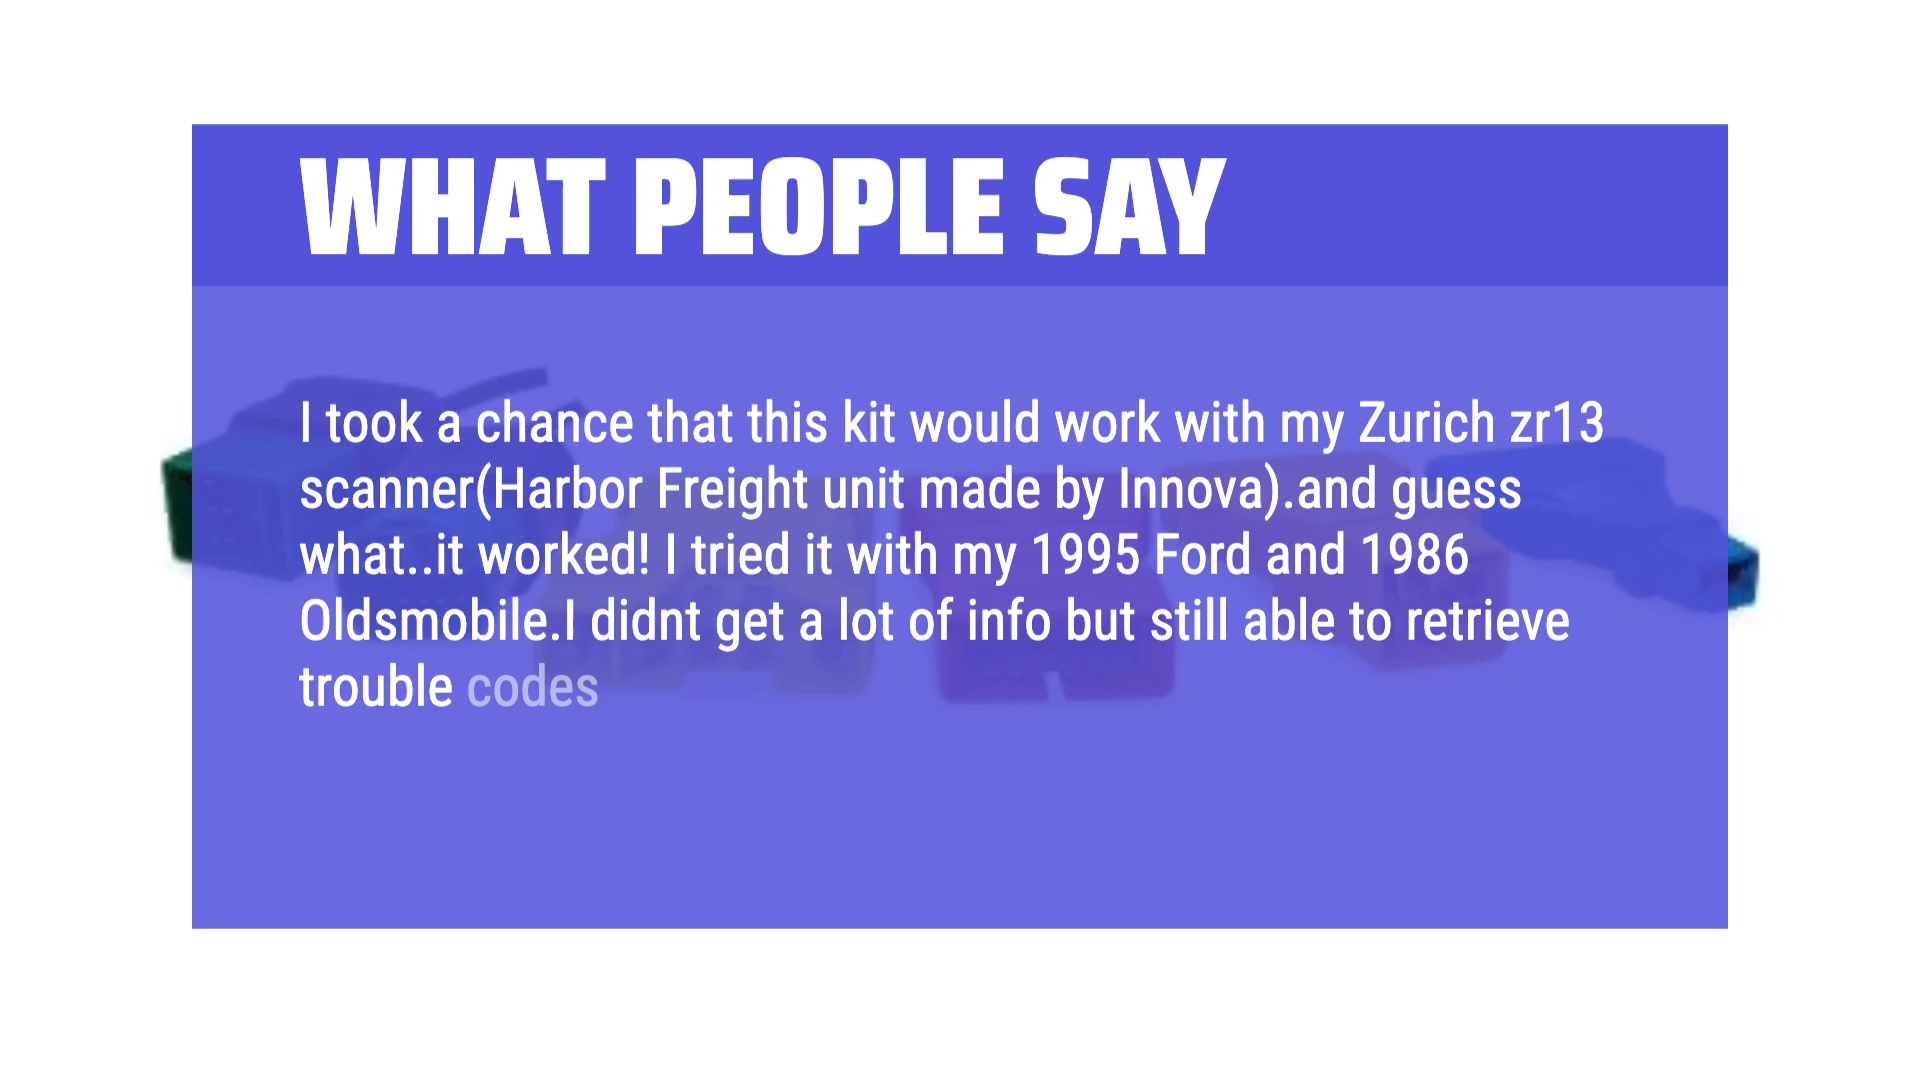 WHAT PEOPLE SAY
I took a chance that this kit would work with my Zurich zr13
scanner(Harbor Freight unit made by Innova).and guess
what..it worked! I tried it with my 1995 Ford and 1986
Oldsmobile.I didnt get a lot of info but still able to retrieve
trouble codes